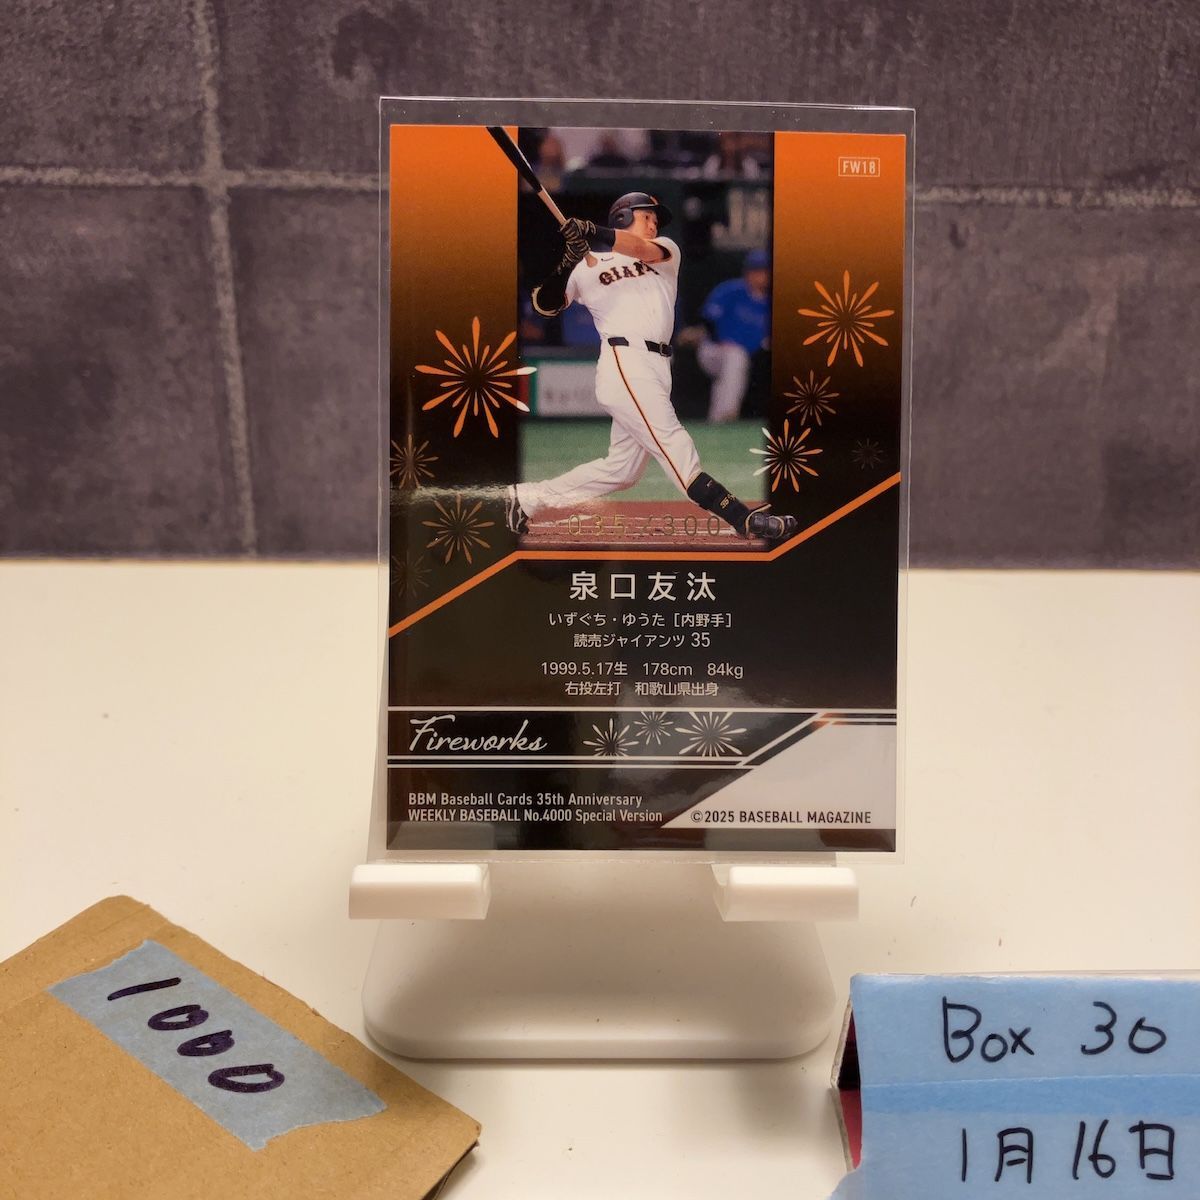 FW18
GIANTS
035/300
泉口友汰
いずぐち・ゆうた［内野手］
読売ジャイアンツ 35
1999.5.17生 178cm 84kg
右投左打 和歌山県出身
Fireworks
BBM Baseball Cards 35th Anniversary
WEEKLY BASEBALL No.4000 Special Version
©2025 BASEBALL MAGAZINE
1000
Box 30
1月16日